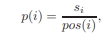 p(i) = s_i / pos(i),